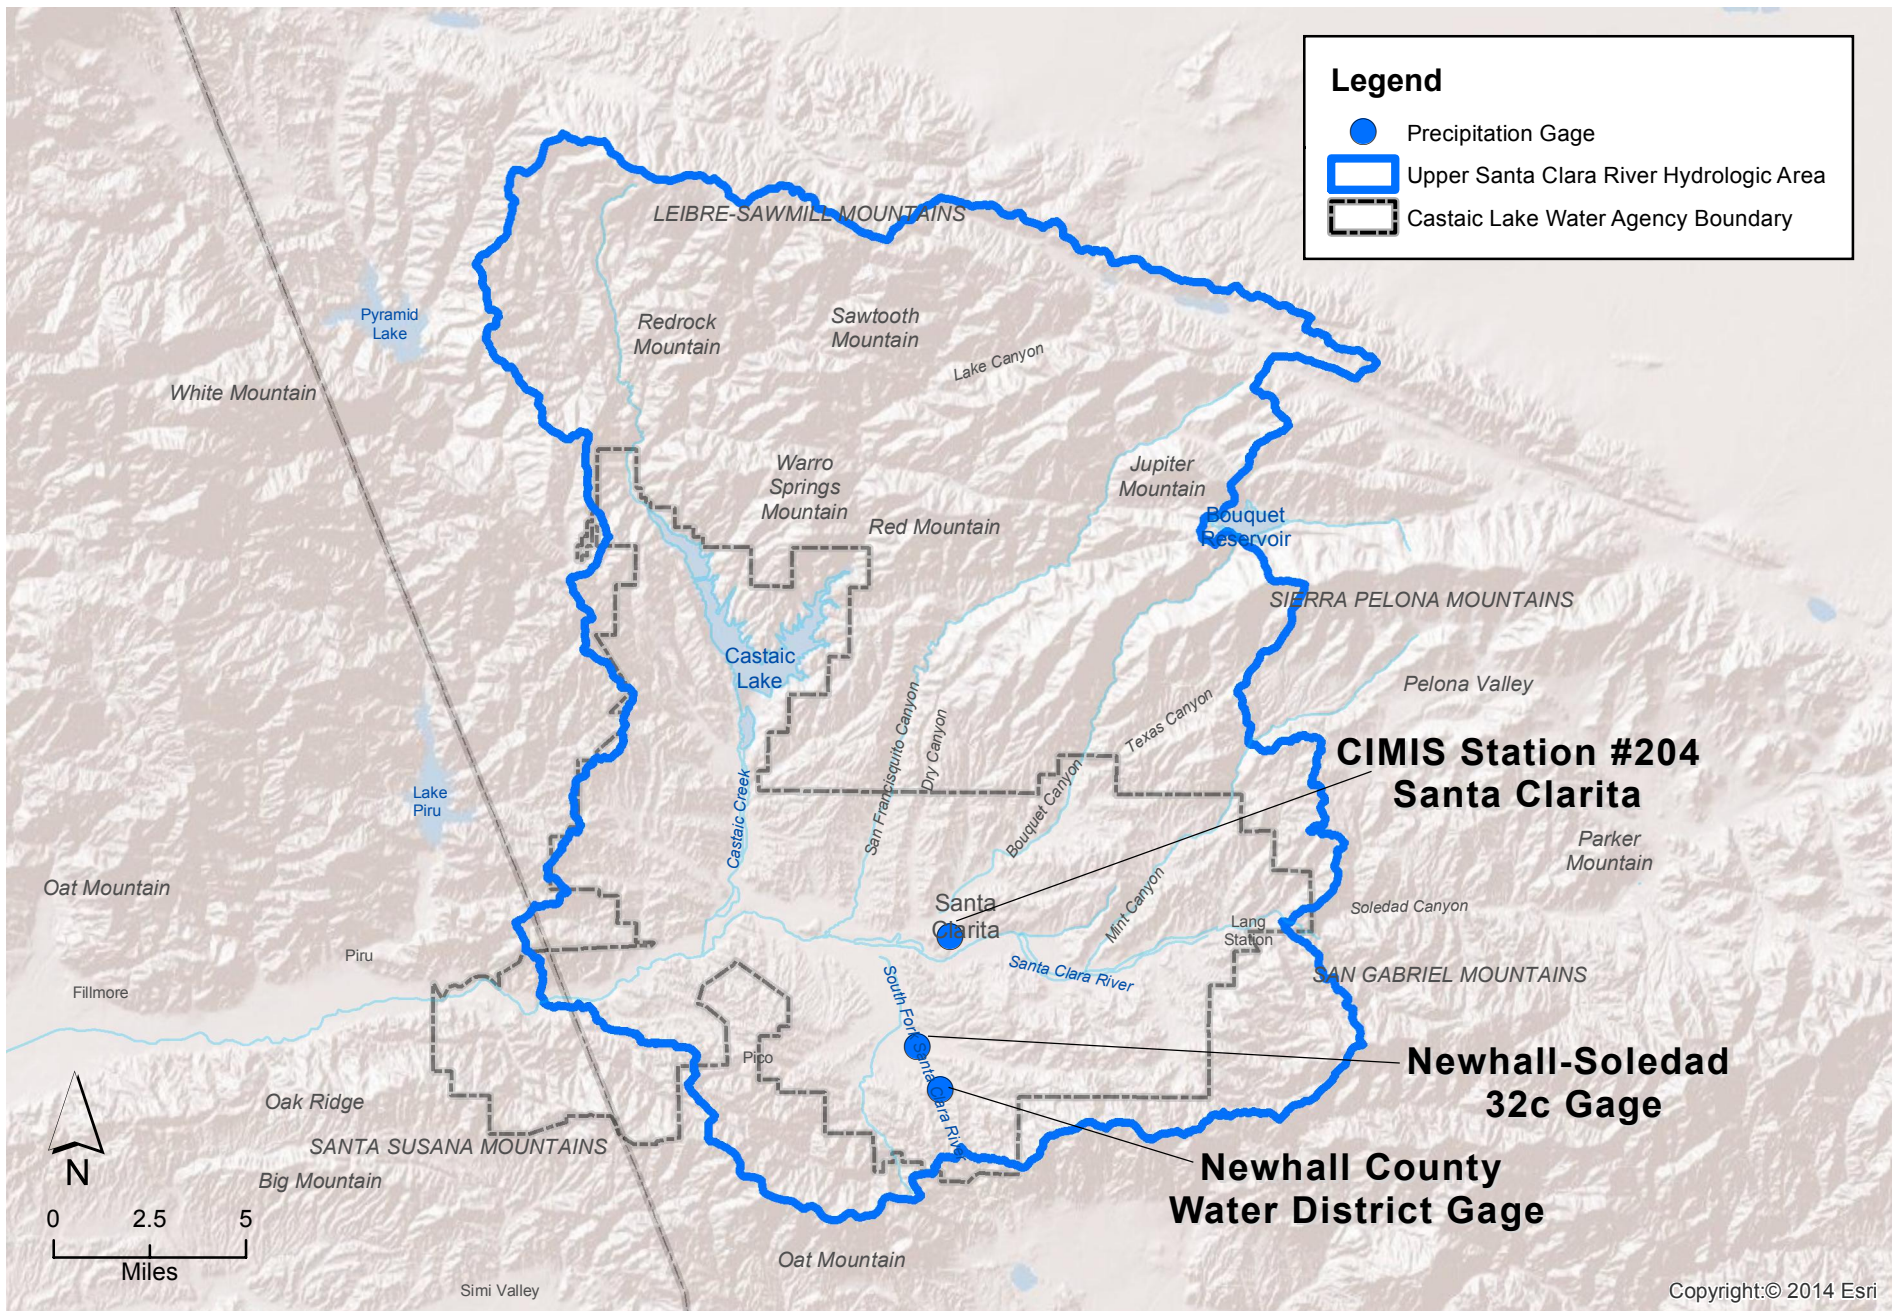 Legend
Precipitation Gage
Upper Santa Clara River Hydrologic Area
Castaic Lake Water Agency Boundary
LEIBRE-SAWMILL MOUNTAINS
Pyramid
Lake
Redrock
Mountain
Sawtooth
Mountain
Lake Canyon
White Mountain
Warro
Springs
Mountain
Jupiter
Mountain
Red Mountain
Bouquet
Reservoir
SIERRA PELONA MOUNTAINS
Castaic
Lake
Pelona Valley
San Francisquito Canyon
Dry Canyon
Texas Canyon
CIMIS Station #204
Santa Clarita
Lake
Piru
Castaic Creek
Bouquet Canyon
Parker
Mountain
Oat Mountain
Santa
Clarita
Mint Canyon
Soledad Canyon
Lang
Station
Piru
Santa Clara River
SAN GABRIEL MOUNTAINS
Fillmore
South Fork Santa Clara River
Pico
Newhall-Soledad
32c Gage
Oak Ridge
SANTA SUSANA MOUNTAINS
Big Mountain
N
Newhall County
Water District Gage
0 2.5 5
Miles
Oat Mountain
Simi Valley
Copyright:© 2014 Esri